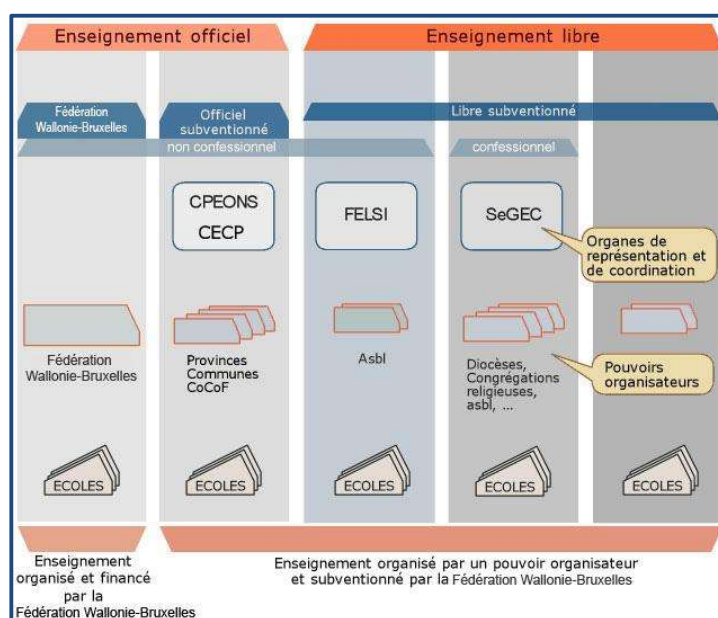 Enseignement officiel
Enseignement libre
Fédération
Wallonie-Bruxelles
Officiel
subventionné
Libre subventionné
non confessionnel
confessionnel
CPEONS
CECP
FELSI
SeGEC
Organes de
représentation et
de coordination
Fédération
Wallonie-Bruxelles
Provinces
Communes
CoCoF
Asbl
Diocèses,
Congrégations
religieuses,
asbl, ...
Pouvoirs
organisateurs
ECOLES
ECOLES
ECOLES
ECOLES
ECOLES
Enseignement
organisé et financé
par la
Fédération Wallonie-Bruxelles
Enseignement organisé par un pouvoir organisateur
et subventionné par la Fédération Wallonie-Bruxelles